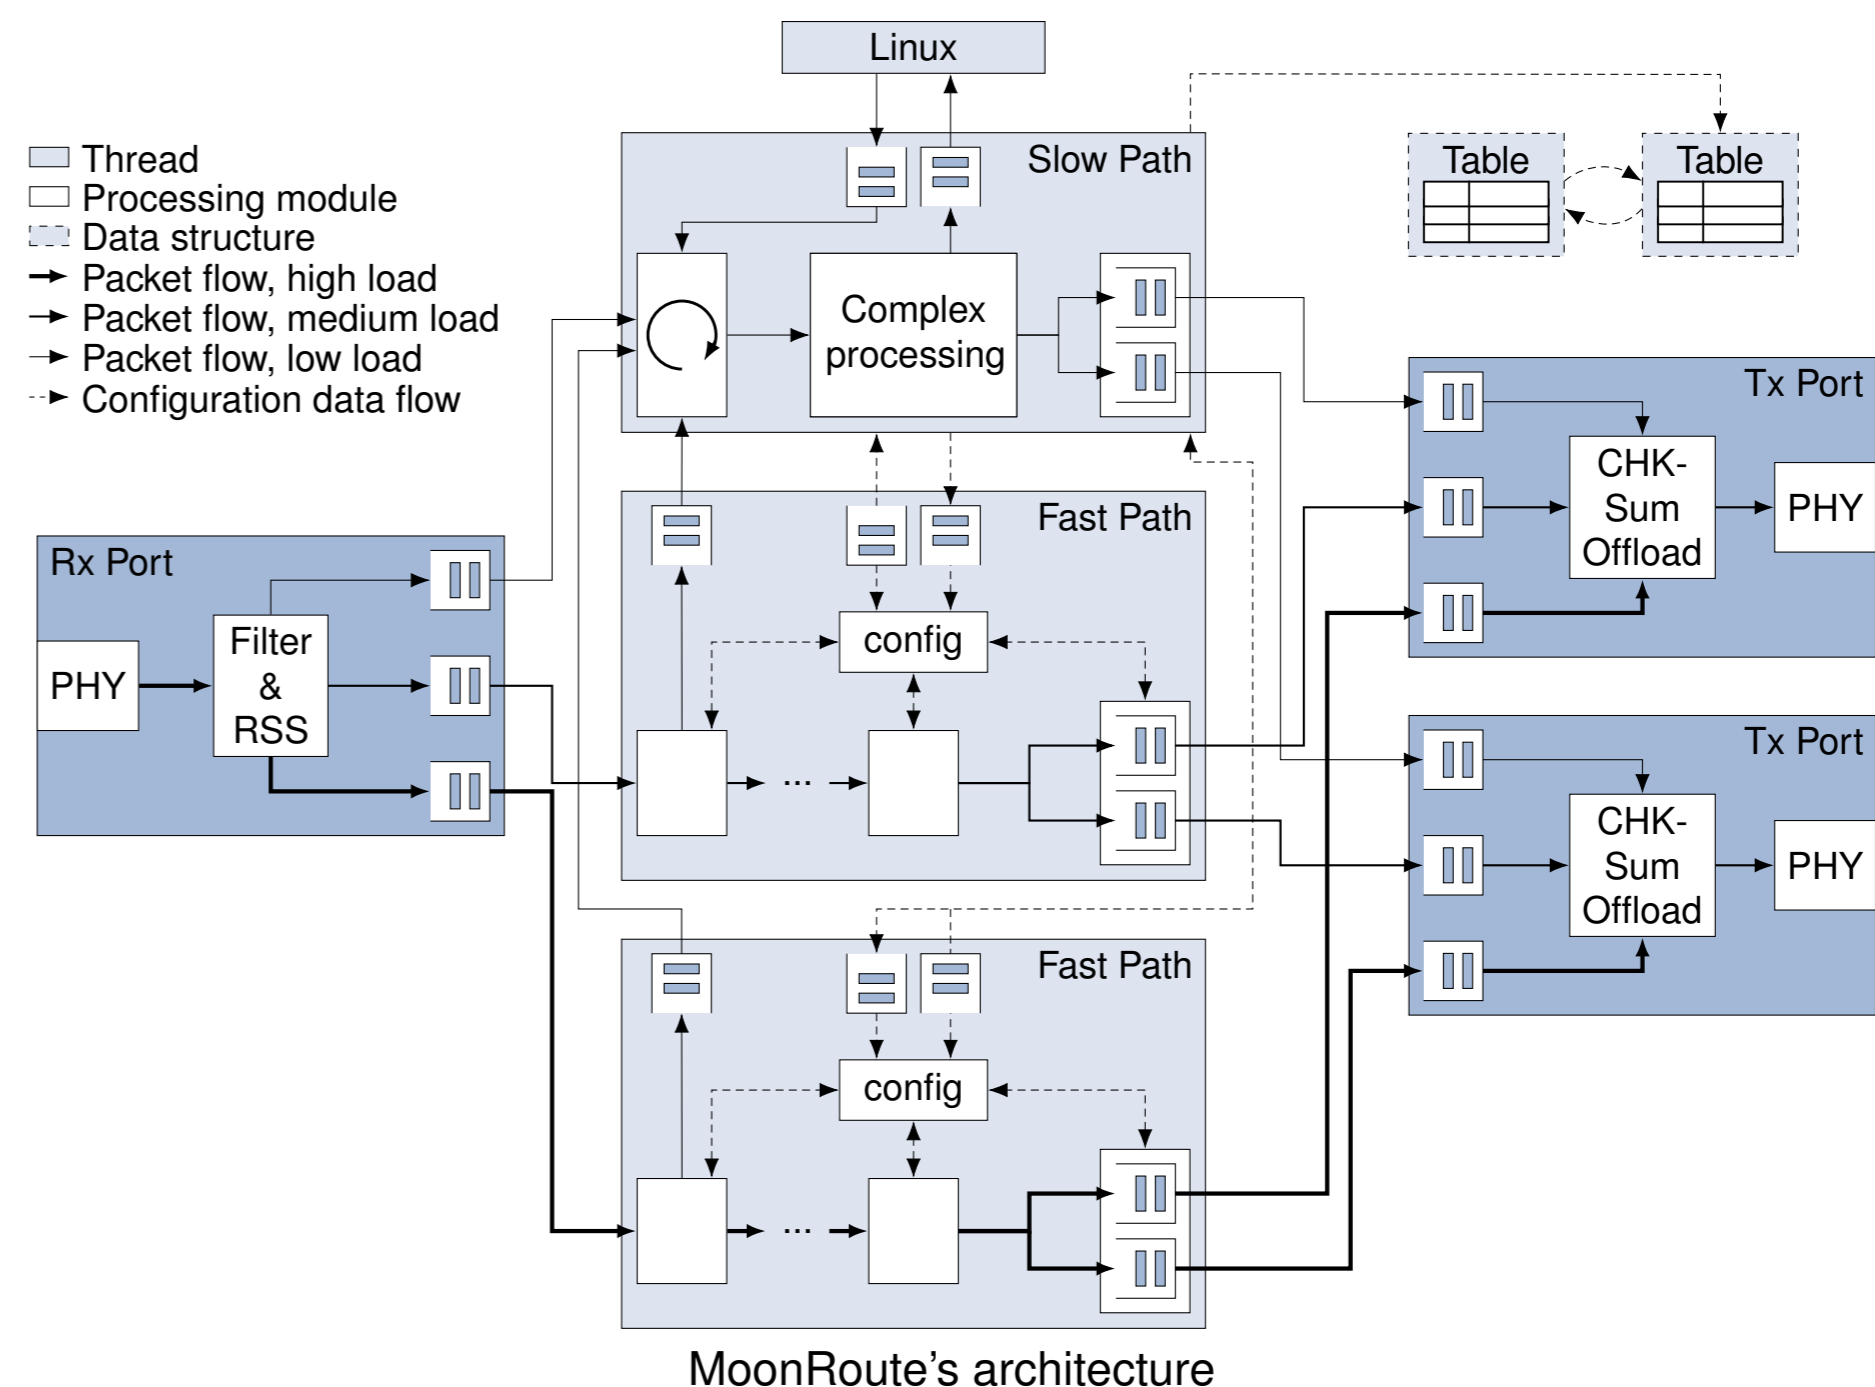 Linux
Thread
Processing module
Data structure
Packet flow, high load
Packet flow, medium load
Packet flow, low load
Configuration data flow
Slow Path
Complex
processing
Table
Table
Rx Port
PHY
Filter
&
RSS
Fast Path
config
...
Fast Path
config
...
Tx Port
CHK-
Sum
Offload
PHY
Tx Port
CHK-
Sum
Offload
PHY
MoonRoute's architecture